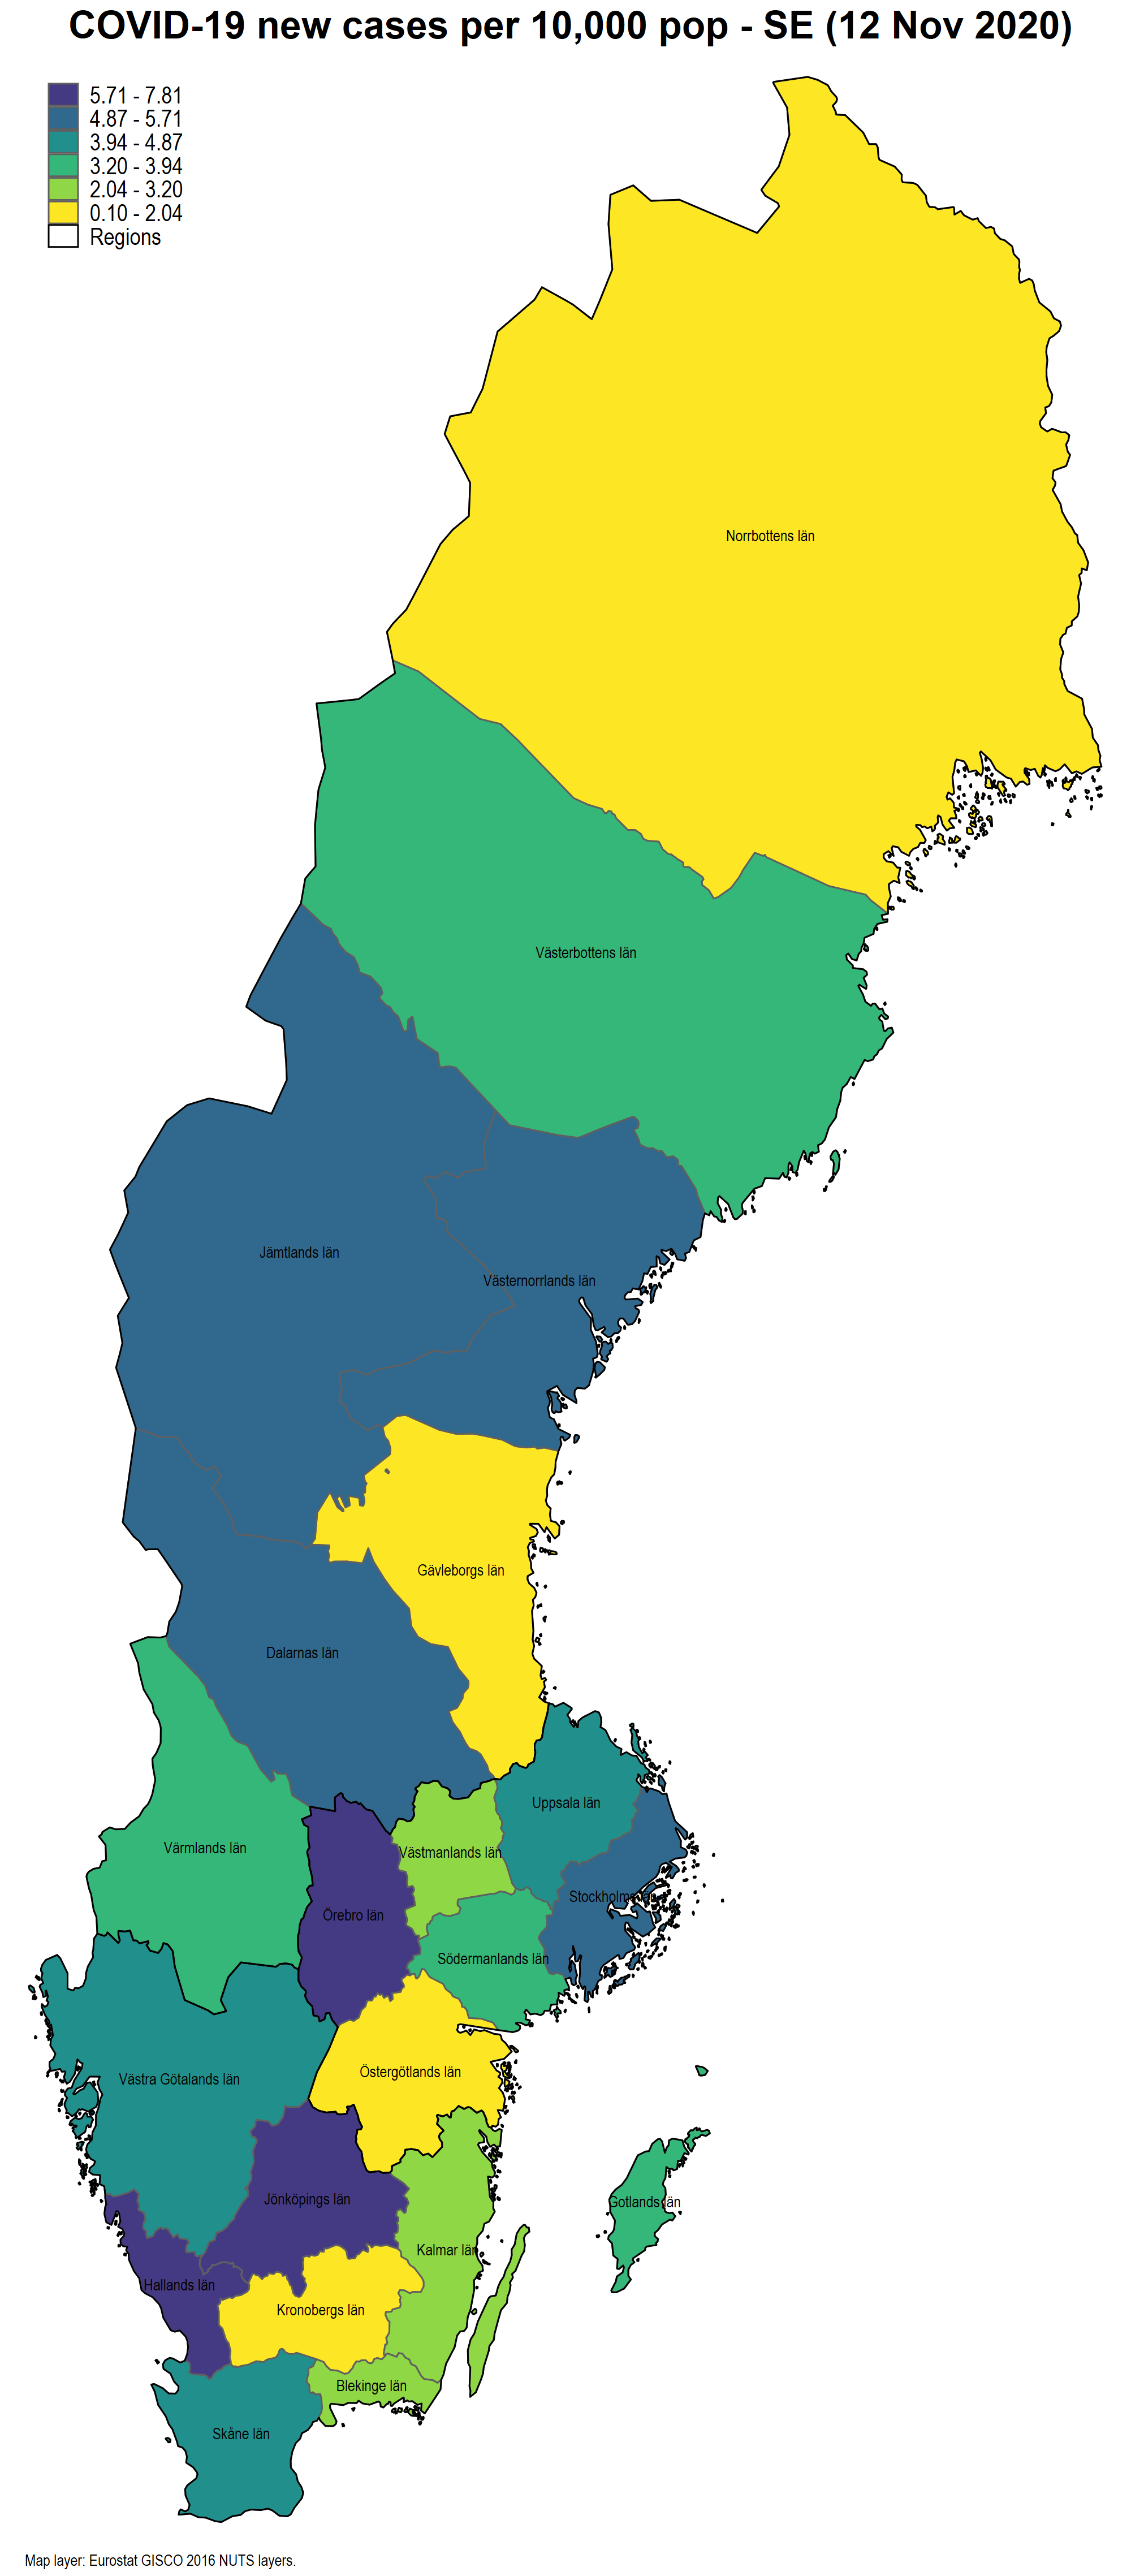 COVID-19 new cases per 10,000 pop - SE (12 Nov 2020)
5.71 - 7.81
4.87 - 5.71
3.94 - 4.87
3.20 - 3.94
2.04 - 3.20
0.10 - 2.04
Regions
Norrbottens län
Västerbottens län
Jämtlands län
Västernorrlands län
Gävleborgs län
Dalarnas län
Uppsala län
Värmlands län
Västmanlands län
Stockholms län
Örebro län
Södermanlands län
Östergötlands län
Västra Götalands län
Jönköpings län
Gotlands län
Kalmar län
Hallands län
Kronobergs län
Blekinge län
Skåne län
Map layer: Eurostat GISCO 2016 NUTS layers.